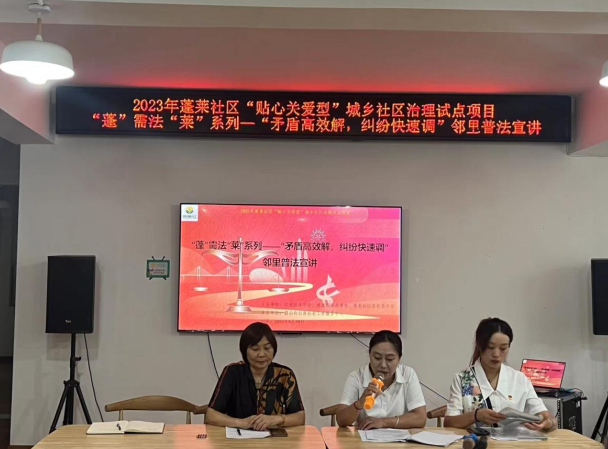 2023年蓬莱社区“贴心关爱型”城乡社区治理试点项目
“蓬”需法“莱”系列—“矛盾高效解，纠纷快速调”邻里普法宣讲
“蓬”需法“莱”系列——“矛盾高效解，纠纷快速调”
邻里普法宣讲